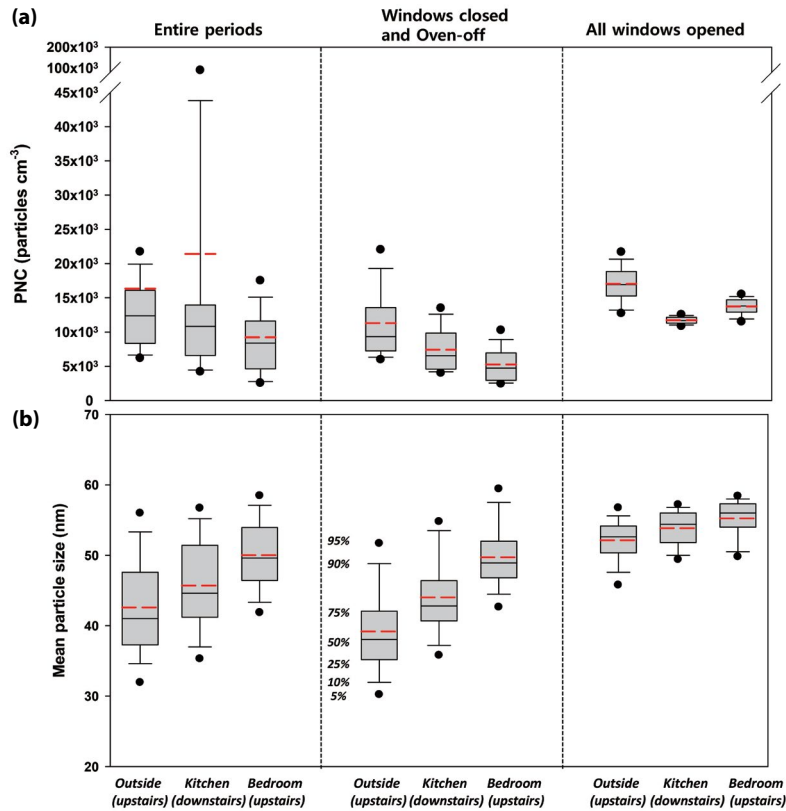 (a)
Entire periods
Windows closed
and Oven-off
All windows opened
PNC (particles cm⁻³)
200x10³
100x10³
45x10³
40x10³
35x10³
30x10³
25x10³
20x10³
15x10³
10x10³
5x10³
0
(b)
Mean particle size (nm)
70
60
50
40
30
20
95%
90%
75%
50%
25%
10%
5%
Outside Kitchen Bedroom Outside Kitchen Bedroom Outside Kitchen Bedroom
(upstairs) (downstairs) (upstairs) (upstairs) (downstairs) (upstairs) (upstairs) (downstairs) (upstairs)